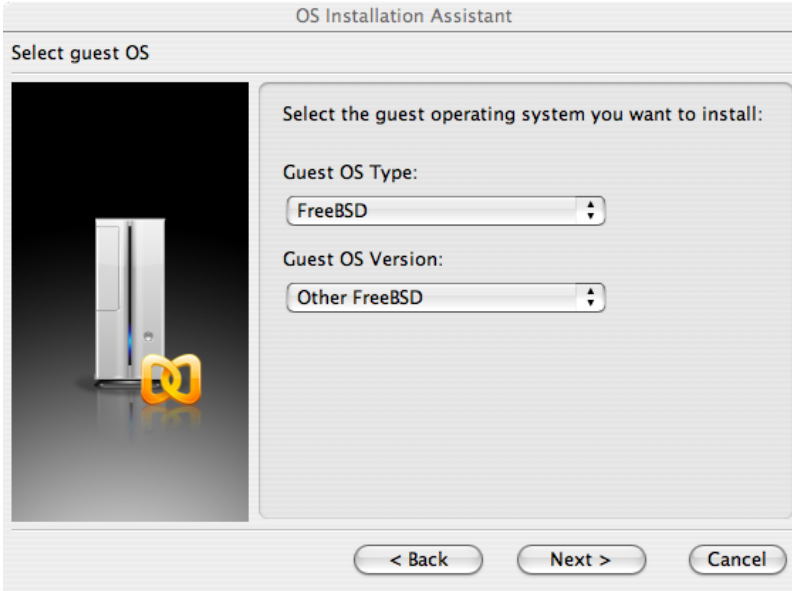 OS Installation Assistant
Select guest OS
Select the guest operating system you want to install:
Guest OS Type:
FreeBSD
Guest OS Version:
Other FreeBSD
< Back
Next >
Cancel